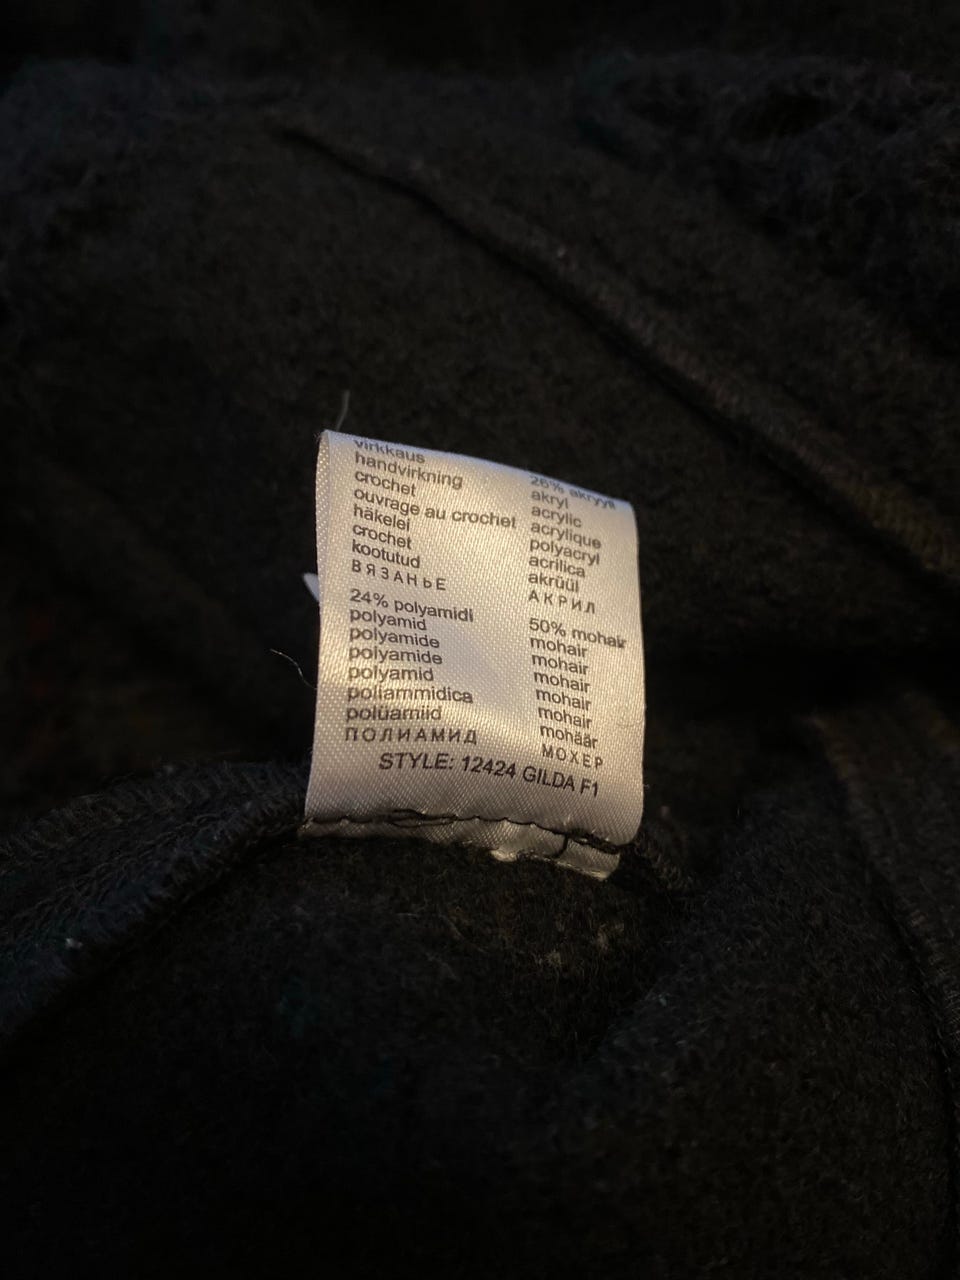 virkkaus
handvirkning
crochet
ouvrage au crochet
häkelei
crochet
kootutud
ВЯЗАНЬЕ
24% polyamidi
polyamid
polyamide
polyamide
polyamid
poliammidica
polüamiid
ПОЛИАМИД
26% akryyli
akryl
acrylic
acrylique
polyacryl
acrilica
akrüül
АКРИЛ
50% mohair
mohair
mohair
mohair
mohair
mohair
mohäär
МОХЕР
STYLE: 12424 GILDA F1